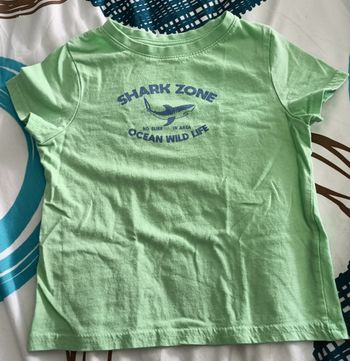 SHARK ZONE
NO SURF IN AREA
OCEAN WILD LIFE